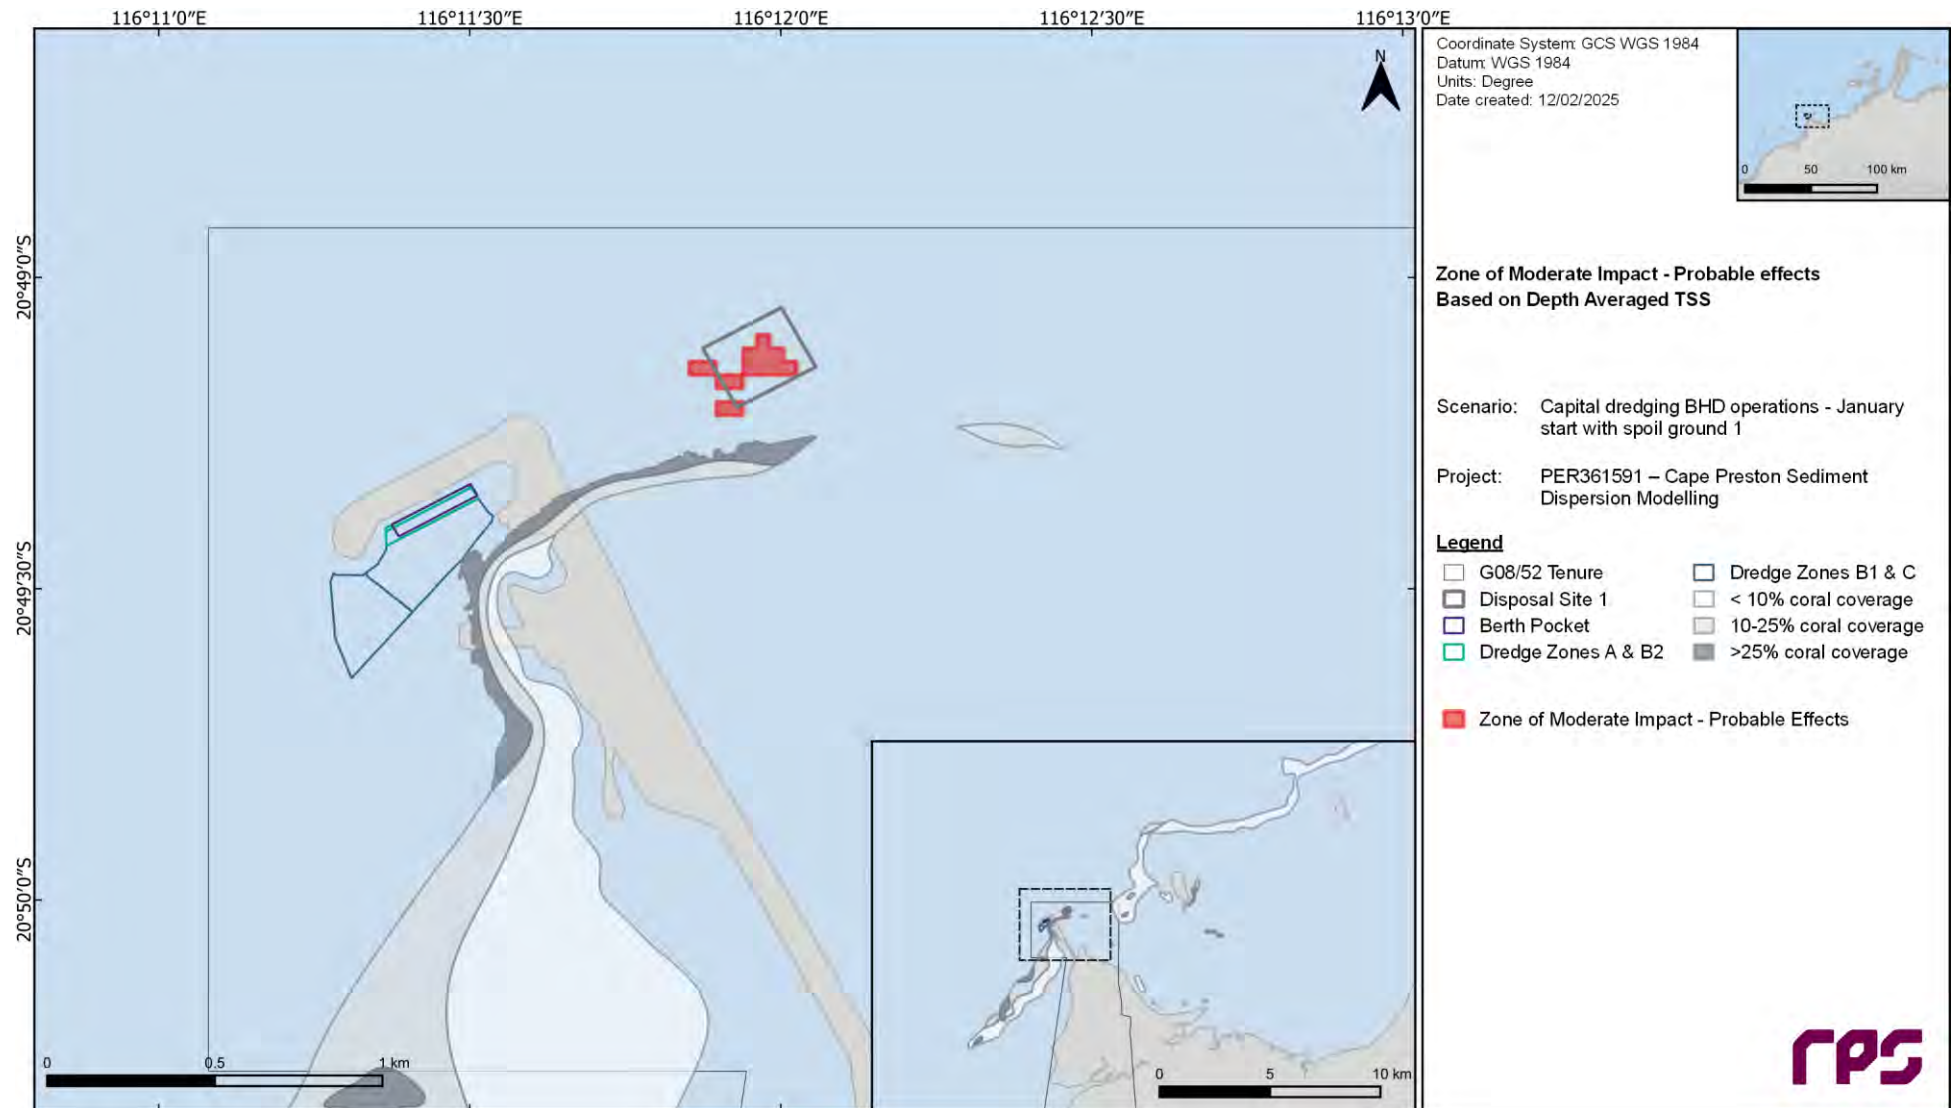 116°11'0"E 116°11'30"E 116°12'0"E 116°12'30"E 116°13'0"E
20°49'0"S
20°49'30"S
20°50'0"S
N
0 0.5 1 km
0 5 10 km
Coordinate System: GCS WGS 1984
Datum: WGS 1984
Units: Degree
Date created: 12/02/2025
0 50 100 km
Zone of Moderate Impact - Probable effects
Based on Depth Averaged TSS
Scenario: Capital dredging BHD operations - January
start with spoil ground 1
Project: PER361591 – Cape Preston Sediment
Dispersion Modelling
Legend
G08/52 Tenure
Disposal Site 1
Berth Pocket
Dredge Zones A & B2
Dredge Zones B1 & C
< 10% coral coverage
10-25% coral coverage
>25% coral coverage
Zone of Moderate Impact - Probable Effects
rps